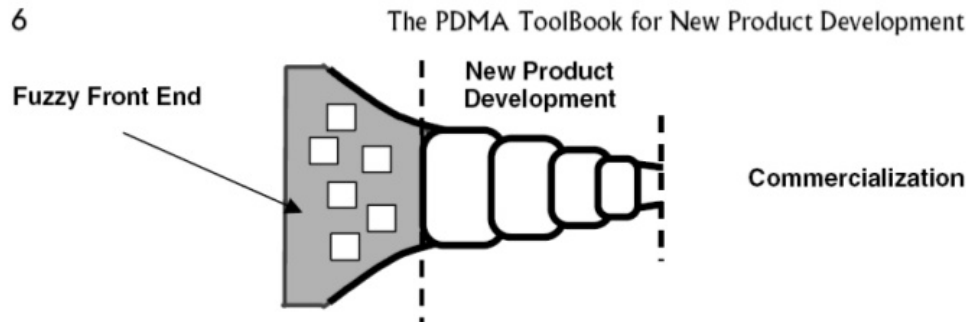 6
The PDMA ToolBook for New Product Development
New Product
Development
Fuzzy Front End
Commercialization